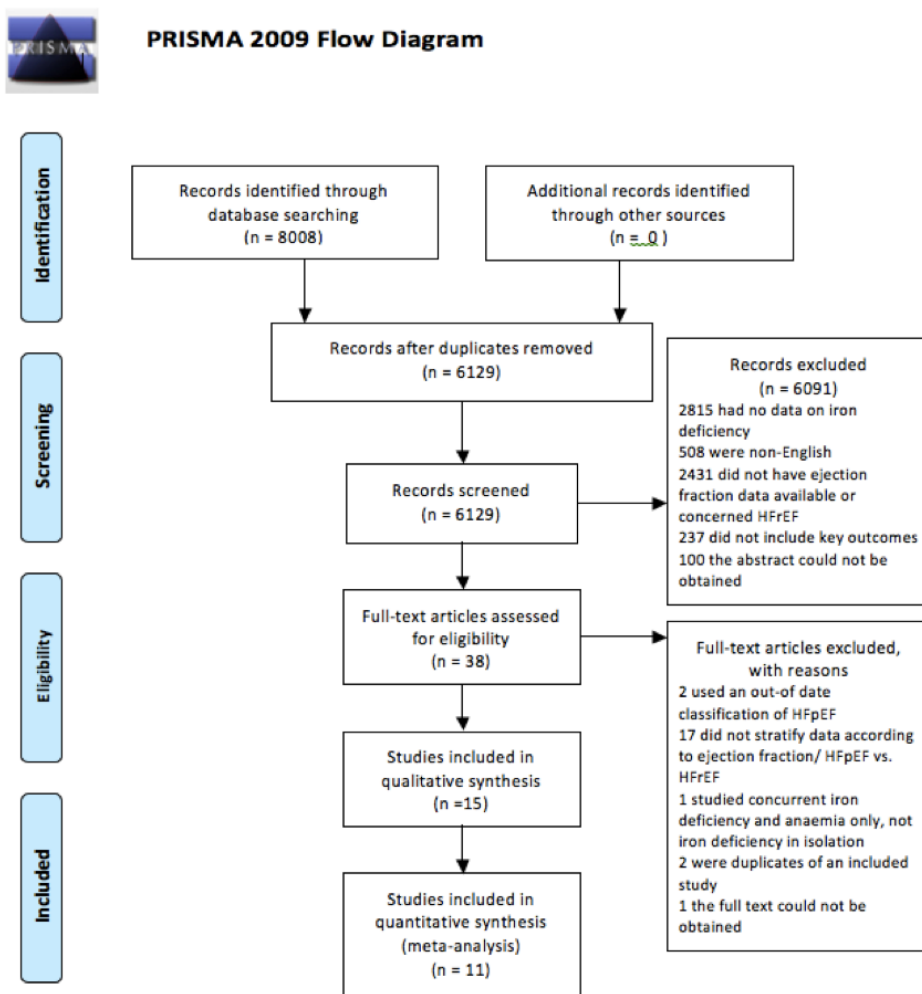 PRISMA
PRISMA 2009 Flow Diagram
Identification
Records identified through
database searching
(n = 8008)
Additional records identified
through other sources
(n = 0 )
Screening
Records after duplicates removed
(n = 6129)
Records screened
(n = 6129)
Records excluded
(n = 6091)
2815 had no data on iron
deficiency
508 were non-English
2431 did not have ejection
fraction data available or
concerned HFrEF
237 did not include key outcomes
100 the abstract could not be
obtained
Eligibility
Full-text articles assessed
for eligibility
(n = 38)
Full-text articles excluded,
with reasons
2 used an out-of date
classification of HFpEF
17 did not stratify data according
to ejection fraction/ HFpEF vs.
HFrEF
1 studied concurrent iron
deficiency and anaemia only, not
iron deficiency in isolation
2 were duplicates of an included
study
1 the full text could not be
obtained
Studies included in
qualitative synthesis
(n =15)
Included
Studies included in
quantitative synthesis
(meta-analysis)
(n = 11)